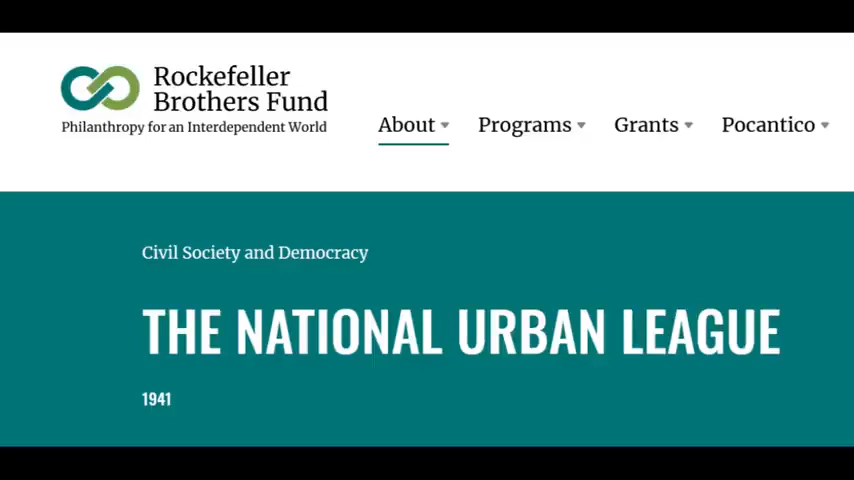 Rockefeller
Brothers Fund
Philanthropy for an Interdependent World
About Programs Grants Pocantico
Civil Society and Democracy
THE NATIONAL URBAN LEAGUE
1941